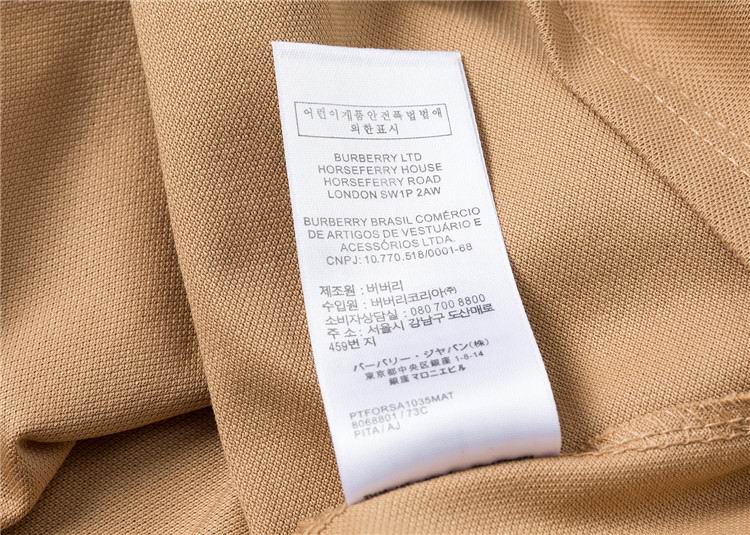 어린이게품안전특법법애
의한표시
BURBERRY LTD
HORSEFERRY HOUSE
HORSEFERRY ROAD
LONDON SW1P 2AW
BURBERRY BRASIL COMÉRCIO
DE ARTIGOS DE VESTUÁRIO E
ACESSÓRIOS LTDA.
CNPJ: 10.770.518/0001-68
제조원 : 버버리
수입원 : 버버리코리아(주)
소비자상담실 : 080 700 8800
주 소 : 서울시 강남구 도산매로
459번 지
バーバリー・ジャパン(株)
東京都中央区銀座 1-8-14
銀座マロニエビル
PTFORSA1035MAT
8068801 / 73C
PITA / AJ